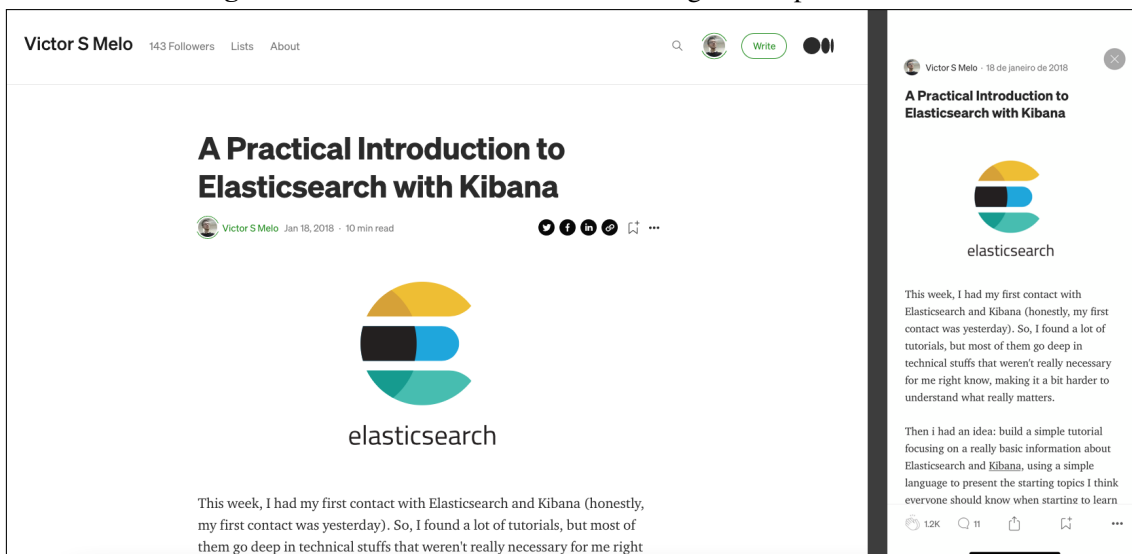 Victor S Melo 143 Followers Lists About
Write
A Practical Introduction to
Elasticsearch with Kibana
Victor S Melo Jan 18, 2018 · 10 min read
elasticsearch
This week, I had my first contact with Elasticsearch and Kibana (honestly,
my first contact was yesterday). So, I found a lot of tutorials, but most of
them go deep in technical stuffs that weren't really necessary for me right
Victor S Melo · 18 de janeiro de 2018
A Practical Introduction to
Elasticsearch with Kibana
elasticsearch
This week, I had my first contact with
Elasticsearch and Kibana (honestly, my first
contact was yesterday). So, I found a lot of
tutorials, but most of them go deep in
technical stuffs that weren't really necessary
for me right know, making it a bit harder to
understand what really matters.
Then i had an idea: build a simple tutorial
focusing on a really basic information about
Elasticsearch and Kibana, using a simple
language to present the starting topics I think
everyone should know when starting to learn
1.2K 11